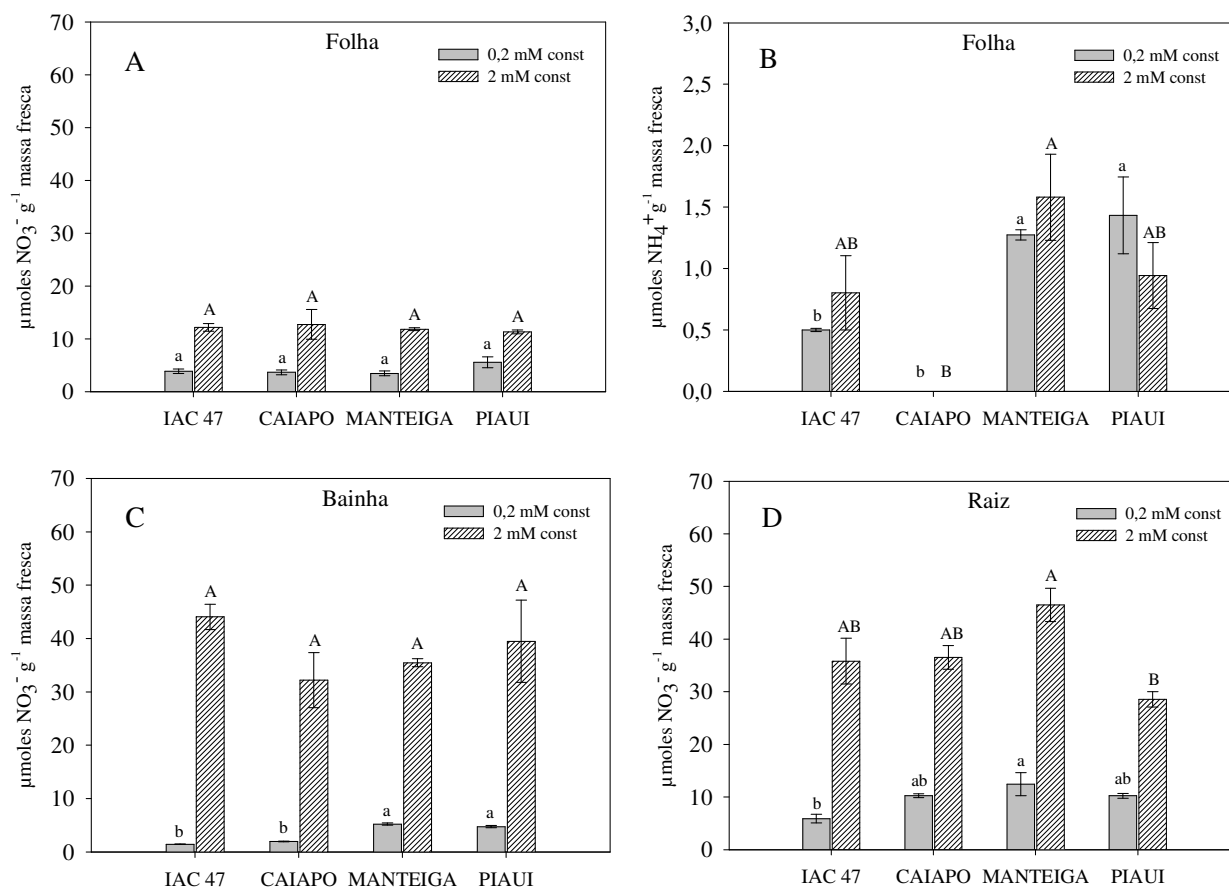 A
Folha
0,2 mM const
2 mM const
µmoles NO3- g-1 massa fresca
70
60
50
40
30
20
10
0
a A a A a A a A
IAC 47 CAIAPO MANTEIGA PIAUI
B
Folha
0,2 mM const
2 mM const
µmoles NH4+ g-1 massa fresca
3,0
2,5
2,0
1,5
1,0
0,5
0,0
b AB b B a A a AB
IAC 47 CAIAPO MANTEIGA PIAUI
C
Bainha
0,2 mM const
2 mM const
µmoles NO3- g-1 massa fresca
70
60
50
40
30
20
10
0
b A b A a A a A
IAC 47 CAIAPO MANTEIGA PIAUI
D
Raiz
0,2 mM const
2 mM const
µmoles NO3- g-1 massa fresca
70
60
50
40
30
20
10
0
b AB ab AB a A ab B
IAC 47 CAIAPO MANTEIGA PIAUI